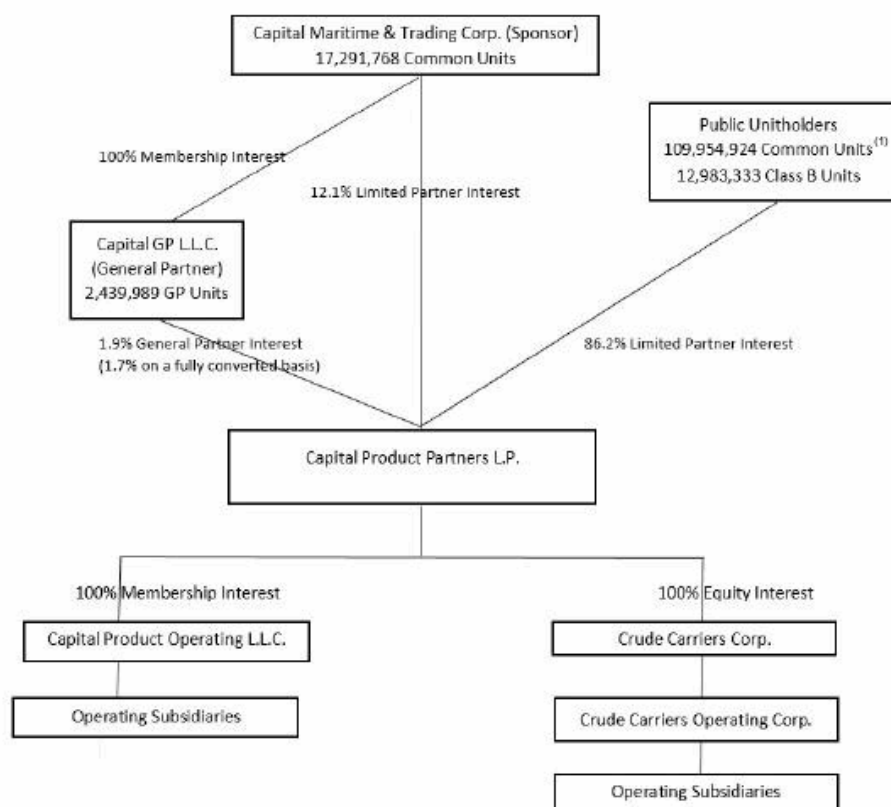 Capital Maritime & Trading Corp. (Sponsor)
17,291,768 Common Units
Public Unitholders
109,954,924 Common Units(1)
12,983,333 Class B Units
100% Membership Interest
12.1% Limited Partner Interest
Capital GP L.L.C.
(General Partner)
2,439,989 GP Units
1.9% General Partner Interest
(1.7% on a fully converted basis)
86.2% Limited Partner Interest
Capital Product Partners L.P.
100% Membership Interest
100% Equity Interest
Capital Product Operating L.L.C.
Crude Carriers Corp.
Operating Subsidiaries
Crude Carriers Operating Corp.
Operating Subsidiaries